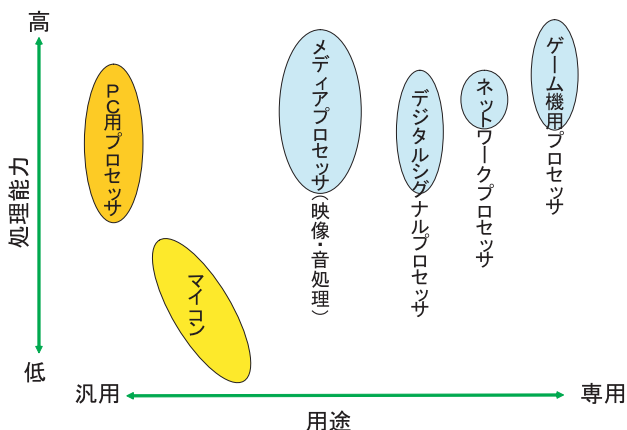 高
処理能力
低
PC用プロセッサ
マイコン
メディアプロセッサ(映像・音処理)
デジタルシグナルプロセッサ
ネットワークプロセッサ
ゲーム機用プロセッサ
汎用
用途
専用